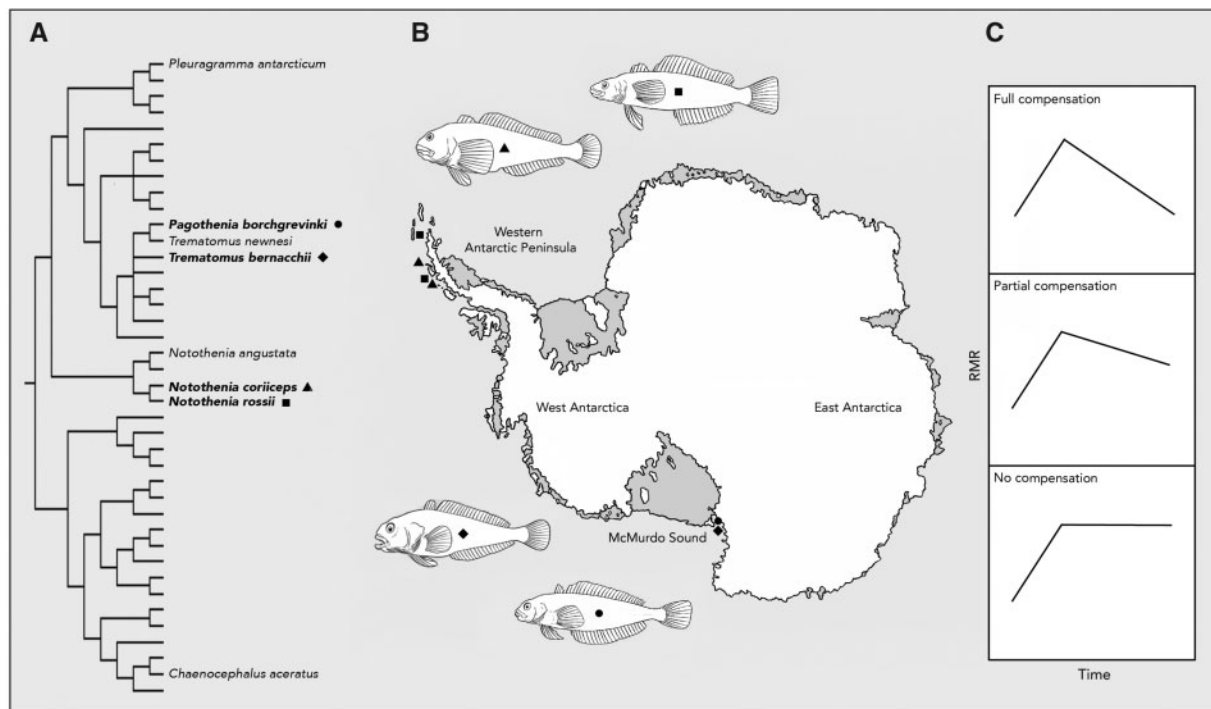 A
Pleuragramma antarcticum
Pagothenia borchgrevinki
Trematomus newnesi
Trematomus bernacchii
Notothenia angustata
Notothenia coriiceps
Notothenia rossii
Chaenocephalus aceratus
B
Western
Antarctic Peninsula
West Antarctica
East Antarctica
McMurdo Sound
C
Full compensation
Partial compensation
No compensation
RMR
Time